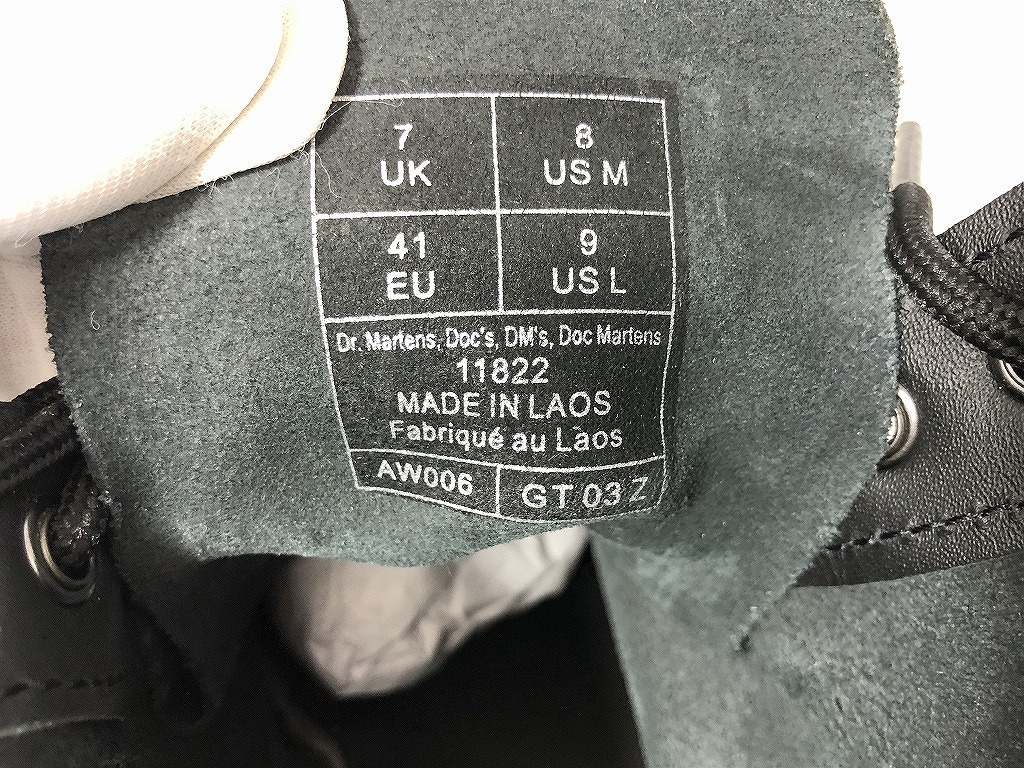 7
UK
8
US M
41
EU
9
US L
Dr. Martens, Doc's, DM's, Doc Martens
11822
MADE IN LAOS
Fabriqué au Laos
AW006
GT 03 Z